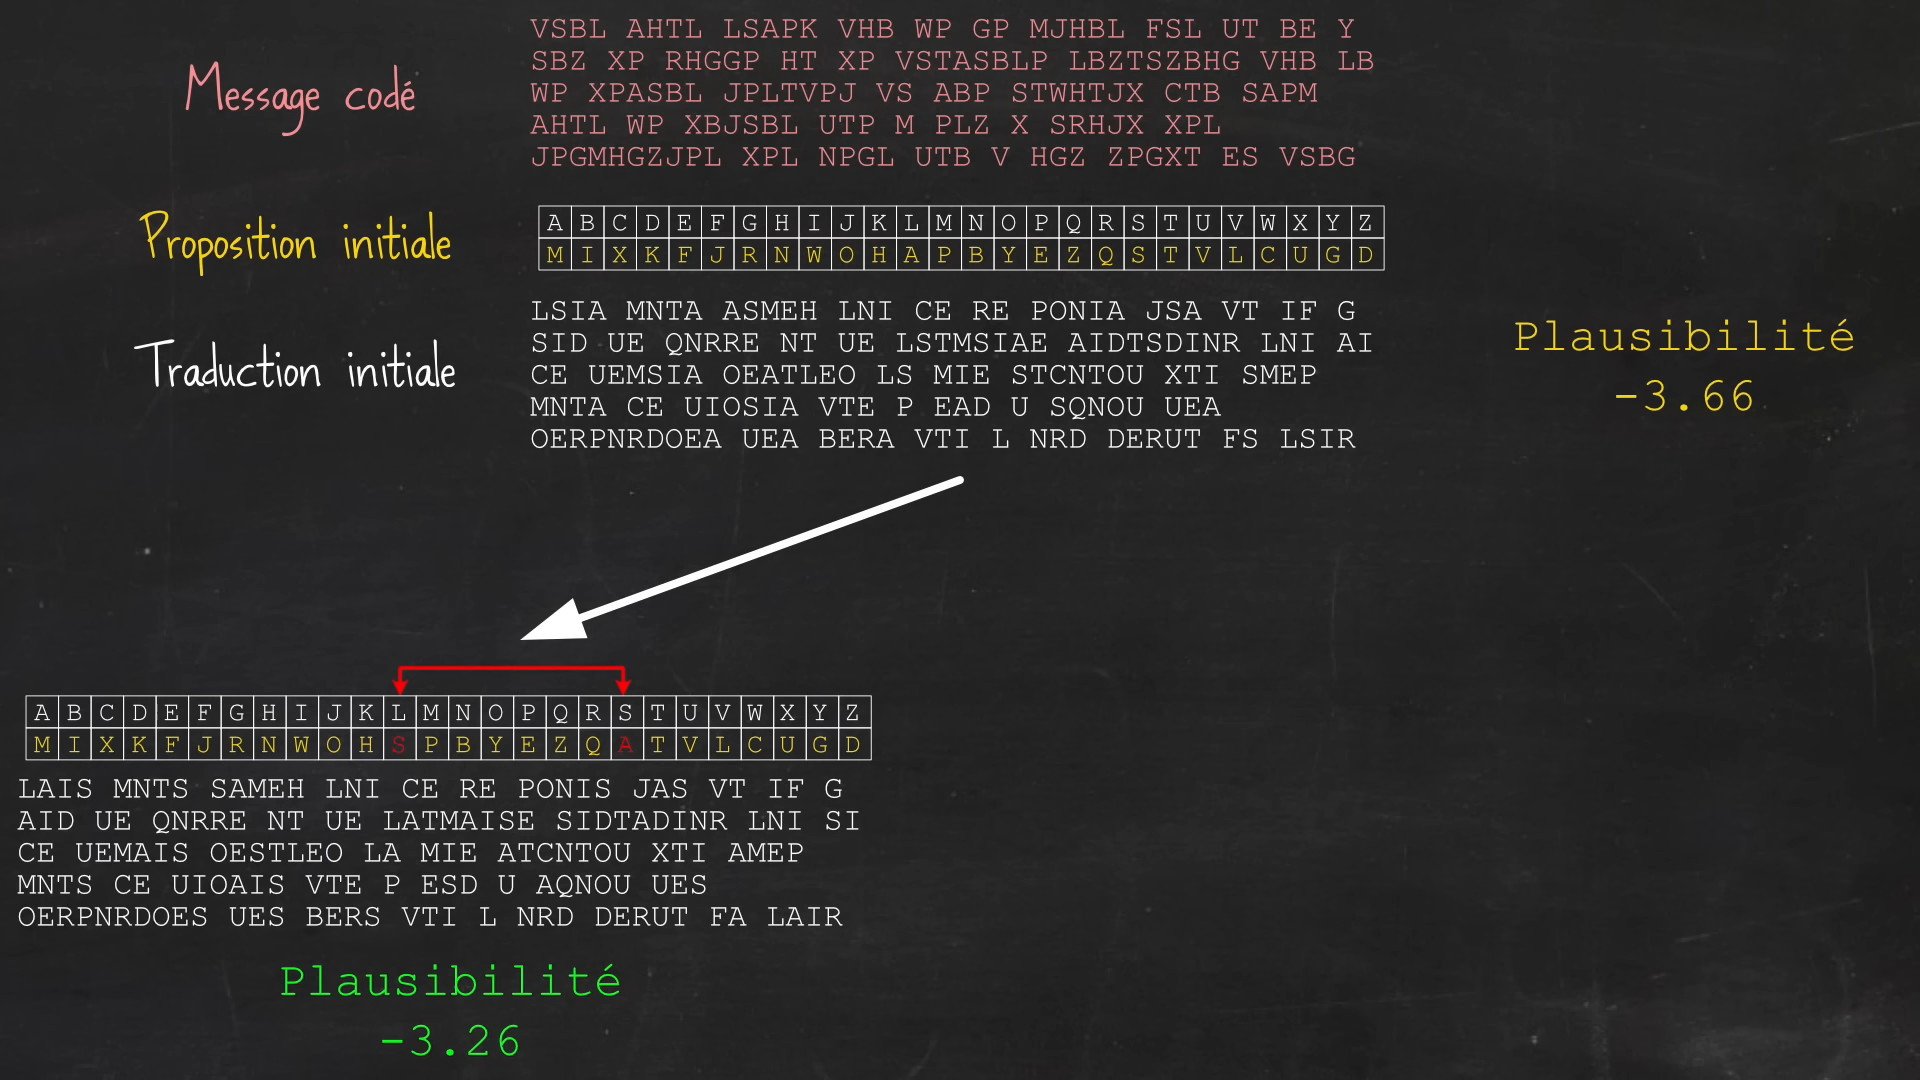 Message codé
VSBL AHTL LSAPK VHB WP GP MJHBL FSL UT BE Y
SBZ XP RHGGP HT XP VSTASBLP LBZTSZBHG VHB LB
WP XPASBL JPLTVPJ VS ABP STWHTJX CTB SAPM
AHTL WP XBJSBL UTP M PLZ X SRHJX XPL
JPGMHGZJPL XPL NPGL UTB V HGZ ZPGXT ES VSBG
Proposition initiale
A B C D E F G H I J K L M N O P Q R S T U V W X Y Z
M I X K F J R N W O H A P B Y E Z Q S T V L C U G D
Traduction initiale
LSIA MNTA ASMEH LNI CE RE PONIA JSA VT IF G
SID UE QNRRE NT UE LSTMSIAE AIDTSDINR LNI AI
CE UEMSIA OEATLEO LS MIE STCNTOU XTI SMEP
MNTA CE UIOSIA VTE P EAD U SQNOU UEA
OERPNRDOEA UEA BERA VTI L NRD DERUT FS LSIR
Plausibilité
-3.66
A B C D E F G H I J K L M N O P Q R S T U V W X Y Z
M I X K F J R N W O H S P B Y E Z Q A T V L C U G D
LAIS MNTS SAMEH LNI CE RE PONIS JAS VT IF G
AID UE QNRRE NT UE LATMAISE SIDTADINR LNI SI
CE UEMAIS OESTLEO LA MIE ATCNTOU XTI AMEP
MNTS CE UIOAIS VTE P ESD U AQNOU UES
OERPNRDOES UES BERS VTI L NRD DERUT FA LAIR
Plausibilité
-3.26